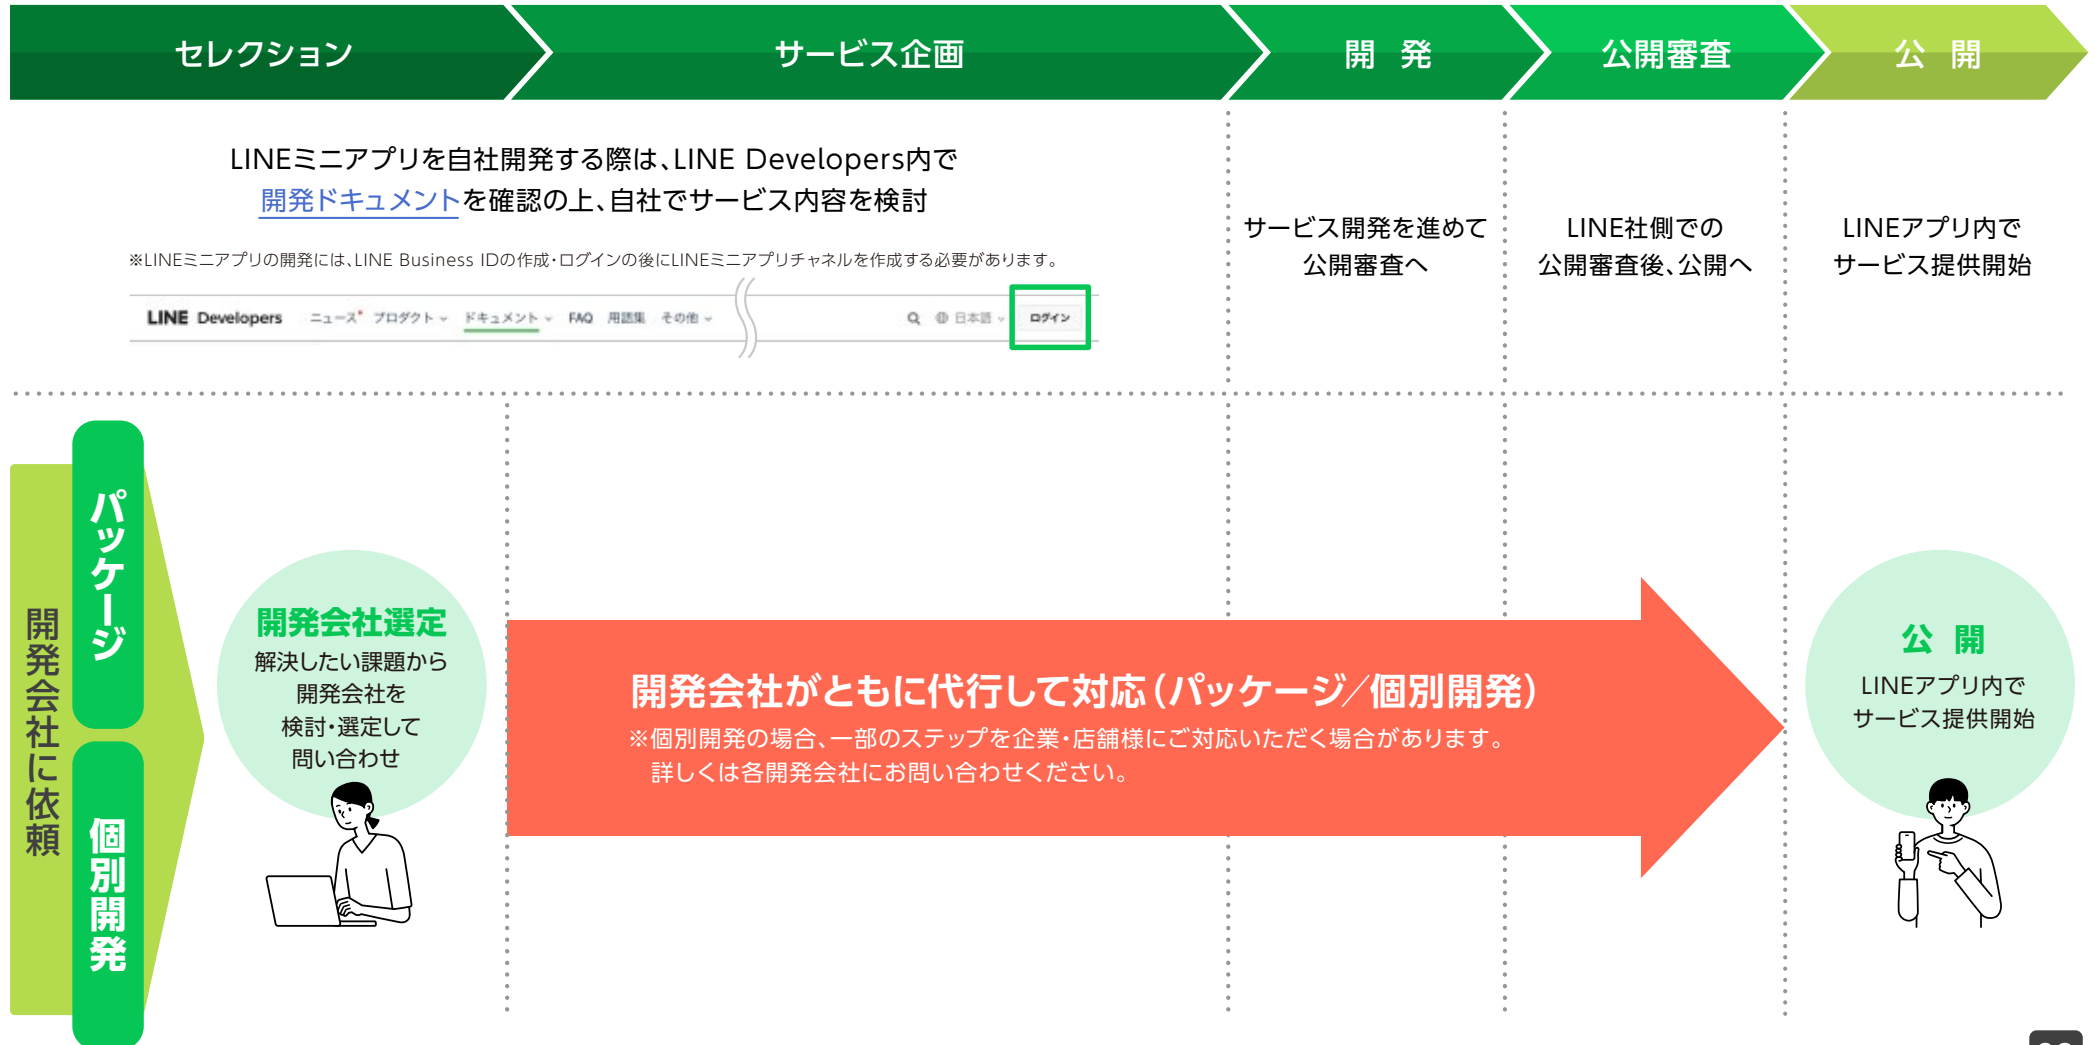 セレクション
サービス企画
開 発
公開審査
公 開
LINEミニアプリを自社開発する際は、LINE Developers内で
開発ドキュメントを確認の上、自社でサービス内容を検討
※LINEミニアプリの開発には、LINE Business IDの作成・ログインの後にLINEミニアプリチャネルを作成する必要があります。
LINE Developers ニュース プロダクト ドキュメント FAQ 用語集 その他 日本語 ログイン
サービス開発を進めて
公開審査へ
LINE社側での
公開審査後、公開へ
LINEアプリ内で
サービス提供開始
開発会社に依頼
パッケージ
個別開発
開発会社選定
解決したい課題から
開発会社を
検討・選定して
問い合わせ
開発会社がともに代行して対応（パッケージ／個別開発）
※個別開発の場合、一部のステップを企業・店舗様にご対応いただく場合があります。
詳しくは各開発会社にお問い合わせください。
公 開
LINEアプリ内で
サービス提供開始